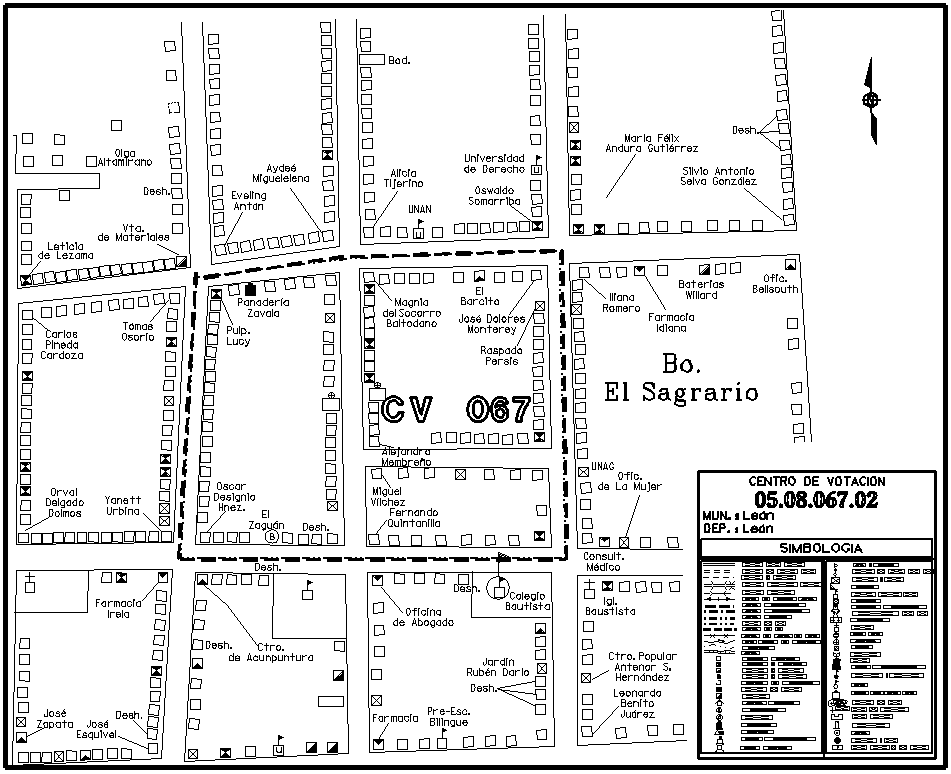 Bod.
Olga
Altamirano
Desh.
Vta.
de Materiales
Leticia
de Lezama
Aydeé
Miguelelena
Eveling
Antán
Alicia
Tijerino
UNAN
Universidad
de Derecho
Oswaldo
Somarriba
María Félix
Andura Gutiérrez
Desh.
Silvio Antonio
Selva González
Carlos
Pineda
Cardoza
Tomás
Osorio
Panadería
Zavala
Pulp.
Lucy
Magnia
del Socorro
Baltodano
El
Baralta
José Dolores
Monterey
Raspado
Persis
Iliana
Romero
Farmacia
Idiana
Baterías
Willard
Ofic.
Bellsouth
Bo.
El Sagrario
CV 067
Alejandra
Membreño
Orval
Delgado
Dolmos
Yanett
Urbina
Oscar
Designia
Hnez.
El
Zaguán
B
Desh.
Miguel
Vilchez
Fernando
Quintanilla
UNAG
Ofic.
de La Mujer
Desh.
Consult.
Médico
Farmacia
Irela
Ctro.
de Acunpuntura
Desh.
Oficina
de Abogado
Desh.
Colegio
Bautista
Igl.
Baustista
Jardín
Rubén Darío
Desh.
Ctro. Popular
Antenor S.
Hernández
Leonardo
Benito
Juárez
José
Zapata
José
Esquivel
Desh.
Farmacia
Pre-Esc.
Bilingue
CENTRO DE VOTACION
05.08.067.02
MUN.: León
DEP.: León
SIMBOLOGIA